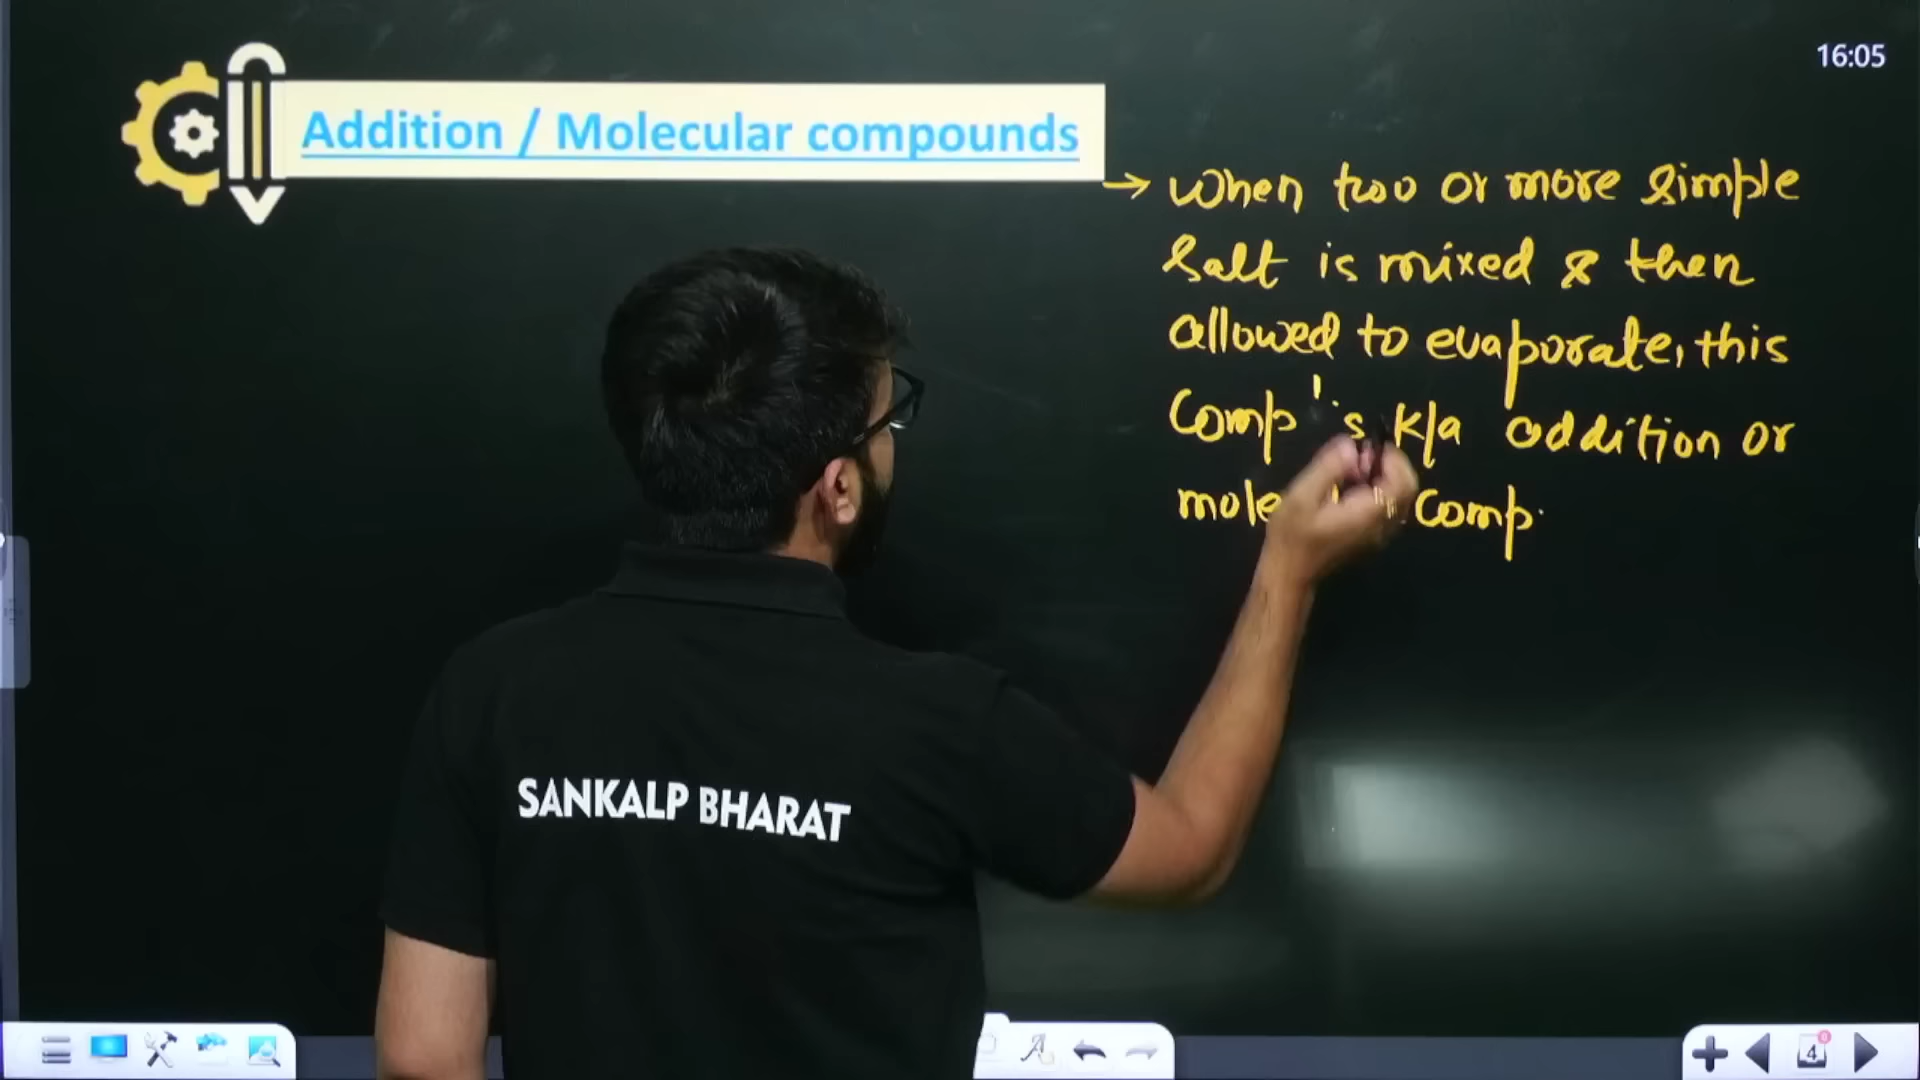 16:05
Addition / Molecular compounds
→ When two or more simple
salt is mixed & then
allowed to evaporate, this
comp is k/a addition or
comp.
SANKALP BHARAT
4